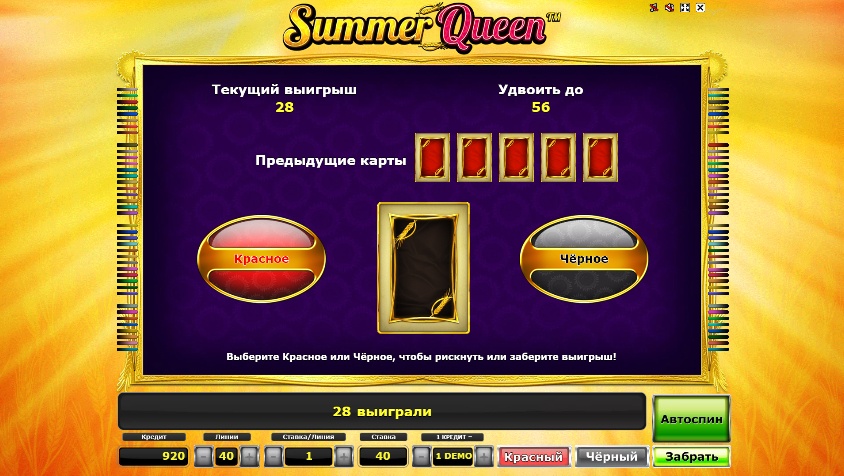 Summer Queen™
Текущий выигрыш
28
Удвоить до
56
Предыдущие карты
Красное
Чёрное
Выберите Красное или Чёрное, чтобы рискнуть или заберите выигрыш!
28 выиграли
Автоспин
Кредит
Линии
Ставка/Линия
Ставка
1 КРЕДИТ =
920
- 40 +
- 1 +
40
- 1 DEMO +
Красный
Чёрный
Забрать